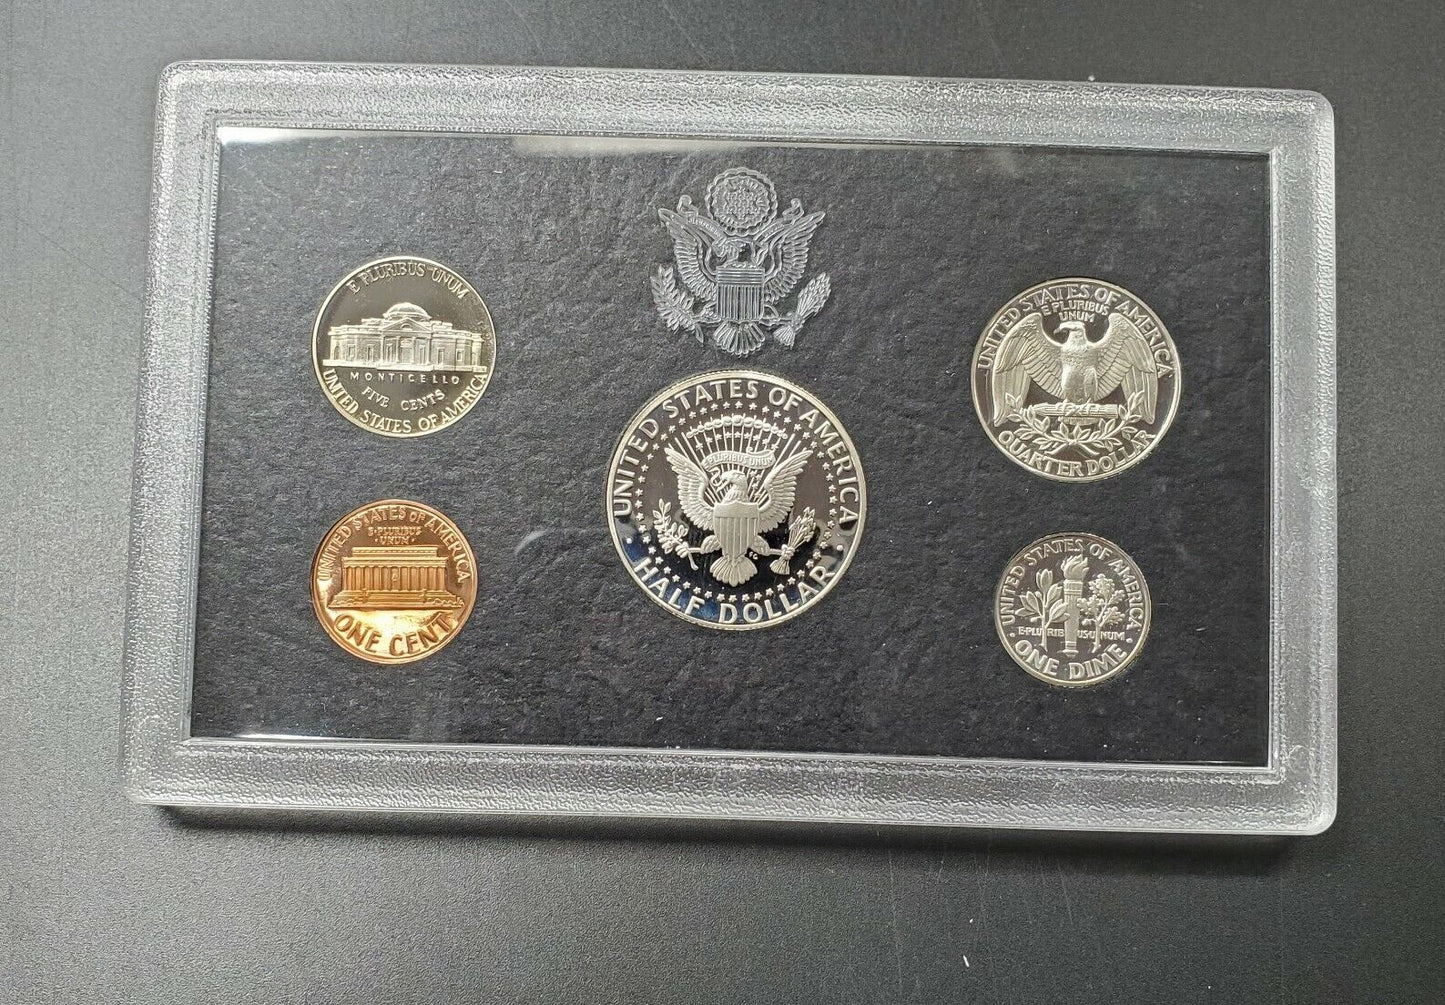 E PLURIBUS UNUM
MONTICELLO
FIVE CENTS
UNITED STATES OF AMERICA
UNITED STATES OF AMERICA
E·PLURIBUS
·UNUM·
ONE CENT
UNITED STATES OF AMERICA
E PLURIBUS UNUM
· HALF DOLLAR ·
UNITED STATES OF AMERICA
E PLURIBUS
UNUM
QUARTER DOLLAR
UNITED STATES OF AMERICA
E·PLURIBUS·UNUM
· ONE DIME ·